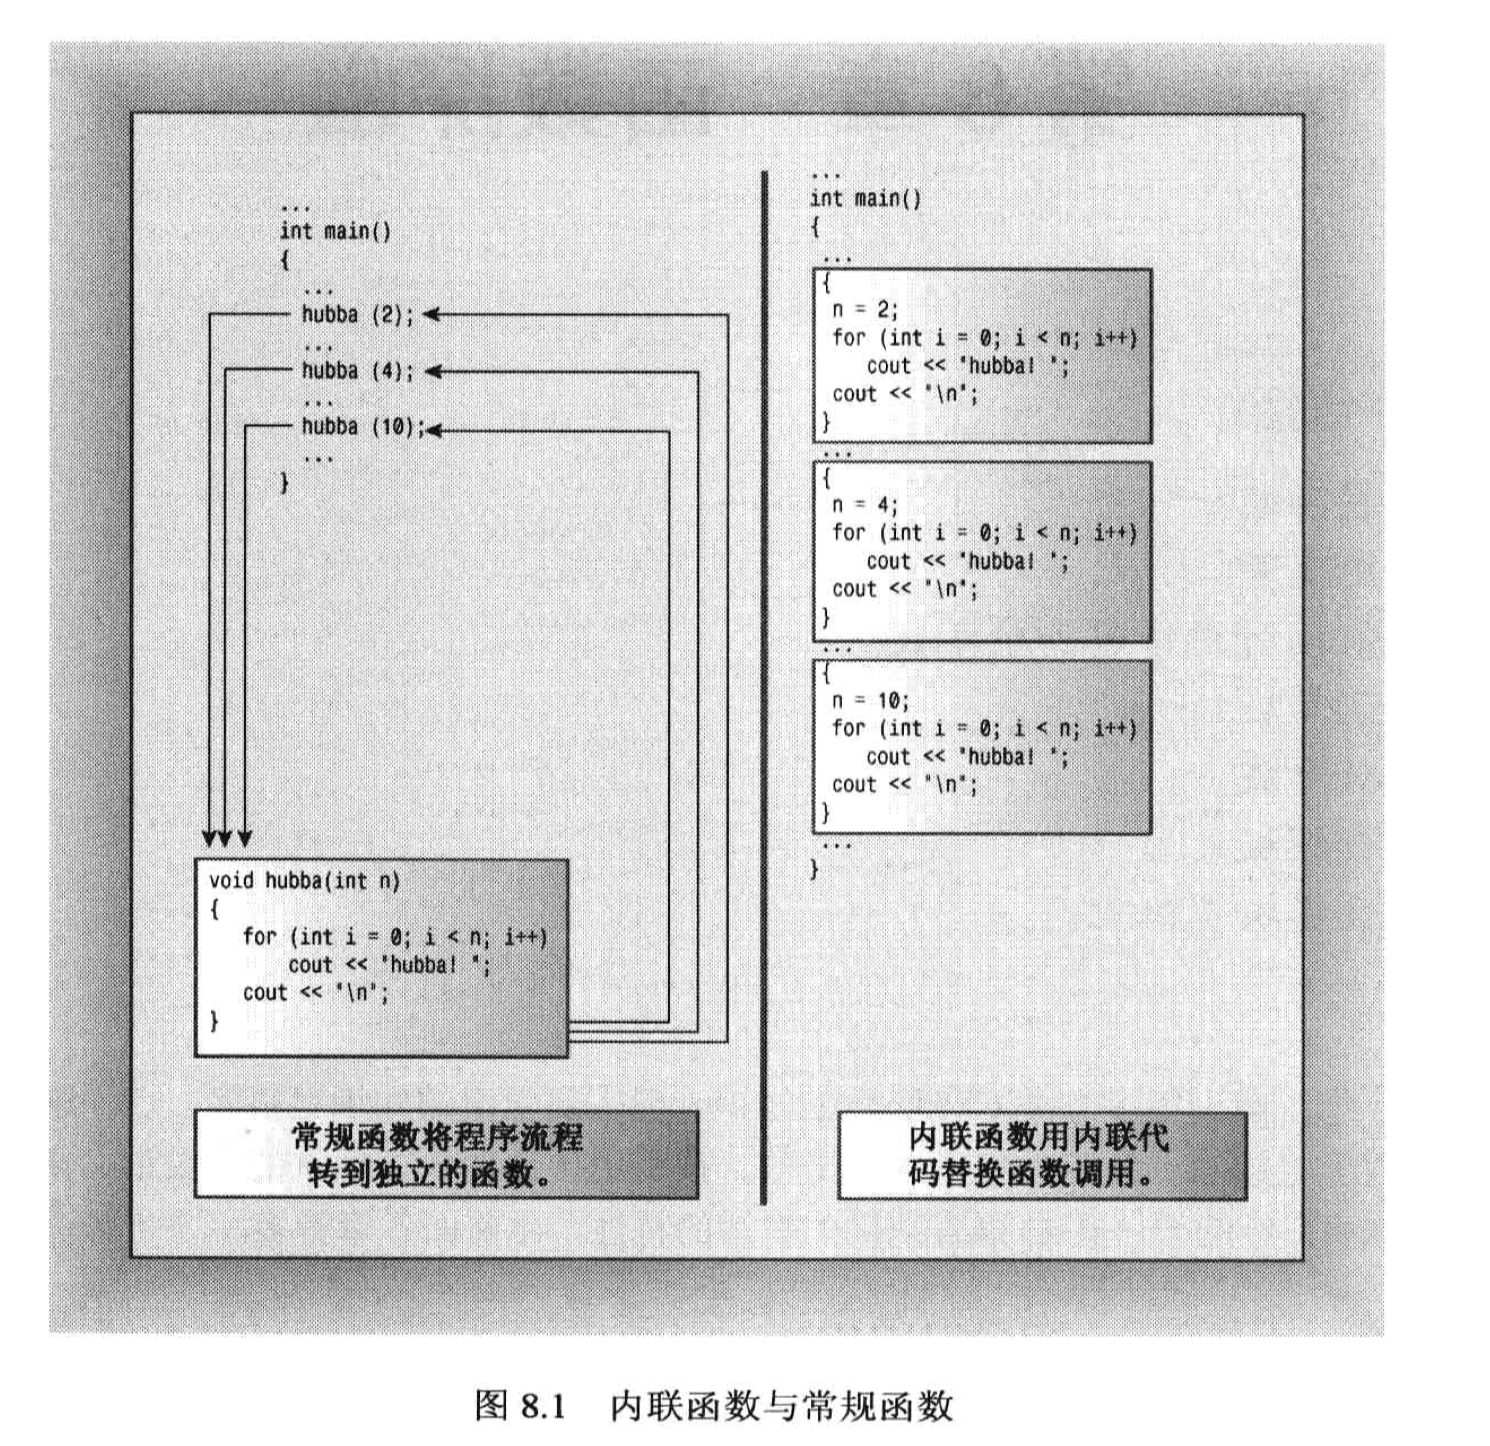 ...
int main()
{
...
hubba (2);
...
hubba (4);
...
hubba (10);
...
}
void hubba(int n)
{
for (int i = 0; i < n; i++)
cout << "hubba! ";
cout << "\n";
}
常规函数将程序流程
转到独立的函数。
...
int main()
{
...
{
n = 2;
for (int i = 0; i < n; i++)
cout << "hubba! ";
cout << "\n";
}
...
{
n = 4;
for (int i = 0; i < n; i++)
cout << "hubba! ";
cout << "\n";
}
...
{
n = 10;
for (int i = 0; i < n; i++)
cout << "hubba! ";
cout << "\n";
}
...
}
内联函数用内联代
码替换函数调用。
图 8.1 内联函数与常规函数